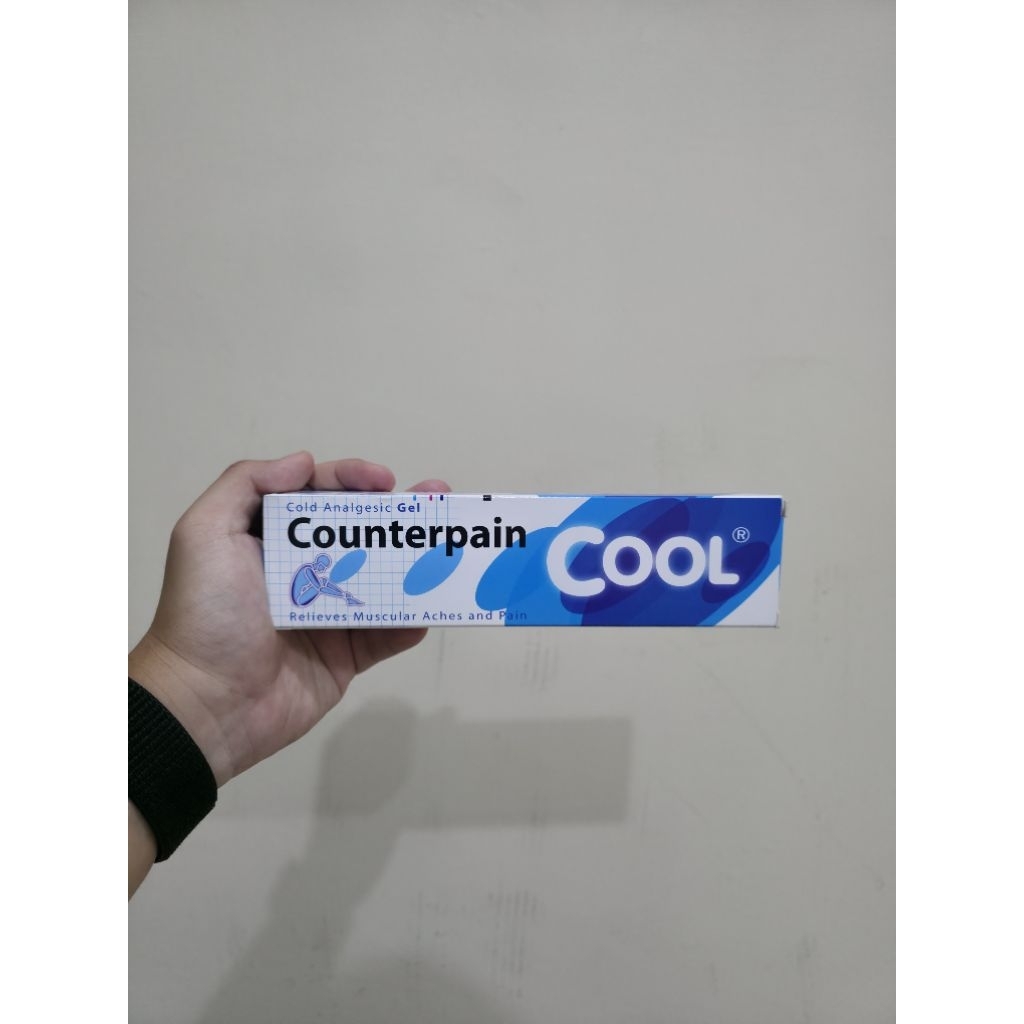 Cold Analgesic Gel
Counterpain
COOL®
Relieves Muscular Aches and Pain